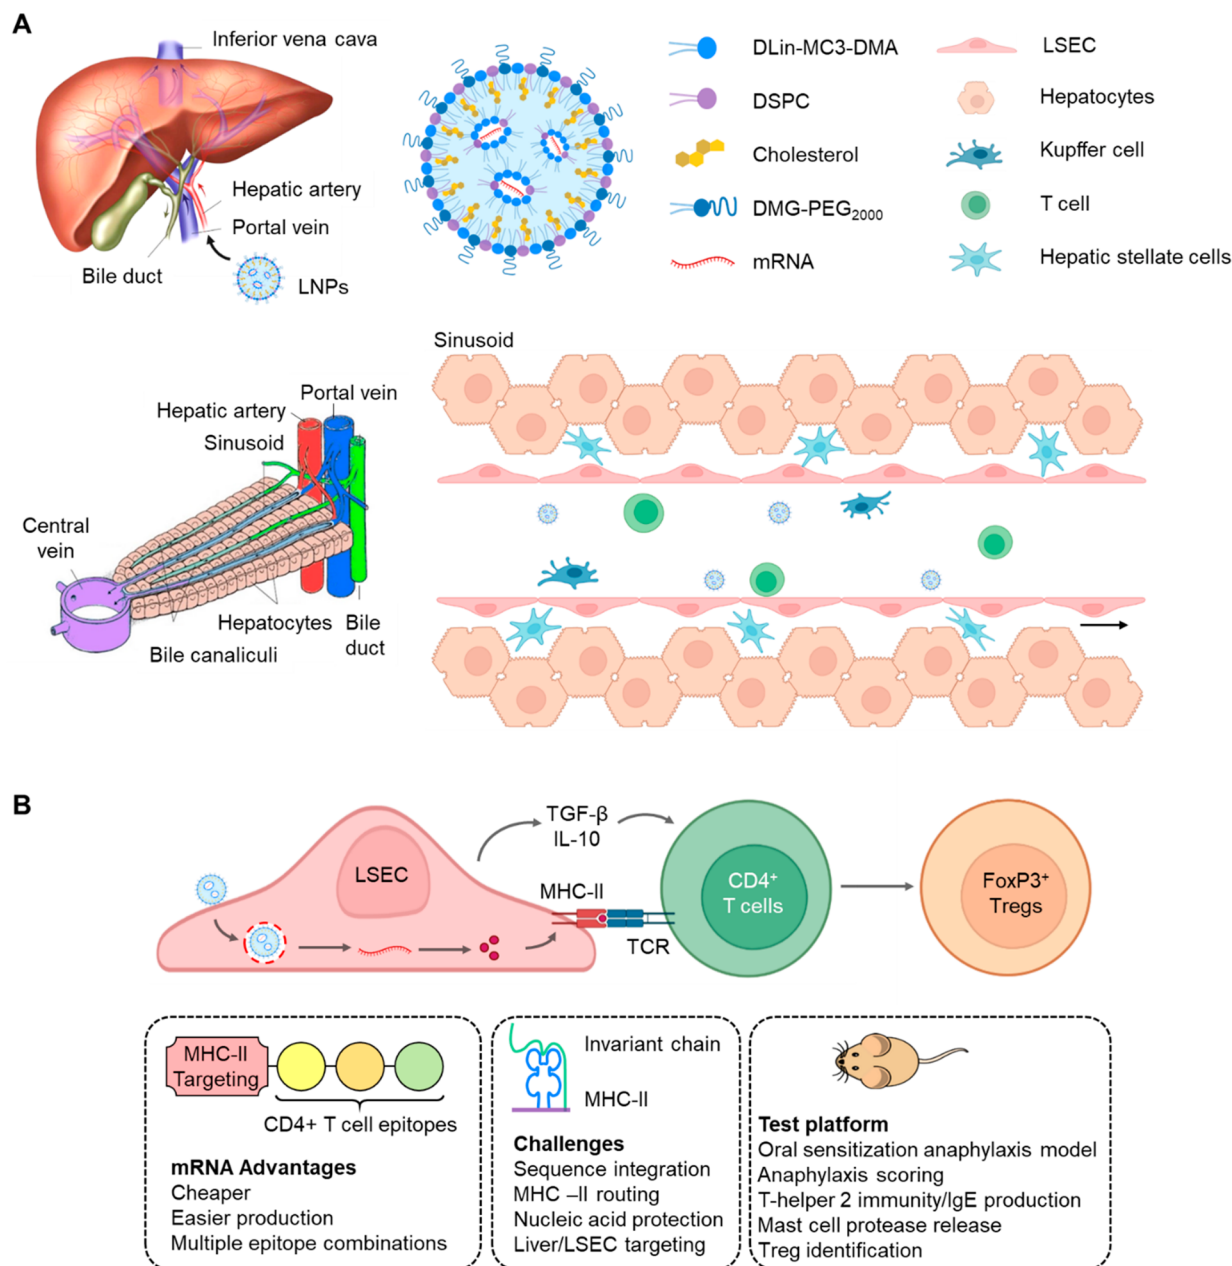 A
Inferior vena cava
Hepatic artery
Portal vein
Bile duct
LNPs
DLin-MC3-DMA
DSPC
Cholesterol
DMG-PEG2000
mRNA
LSEC
Hepatocytes
Kupffer cell
T cell
Hepatic stellate cells
Portal vein
Hepatic artery
Sinusoid
Central
vein
Hepatocytes
Bile
duct
Bile canaliculi
Sinusoid
B
LSEC
TGF-β
IL-10
MHC-II
TCR
CD4+
T cells
FoxP3+
Tregs
MHC-II
Targeting
CD4+ T cell epitopes
mRNA Advantages
Cheaper
Easier production
Multiple epitope combinations
Invariant chain
MHC-II
Challenges
Sequence integration
MHC –II routing
Nucleic acid protection
Liver/LSEC targeting
Test platform
Oral sensitization anaphylaxis model
Anaphylaxis scoring
T-helper 2 immunity/IgE production
Mast cell protease release
Treg identification